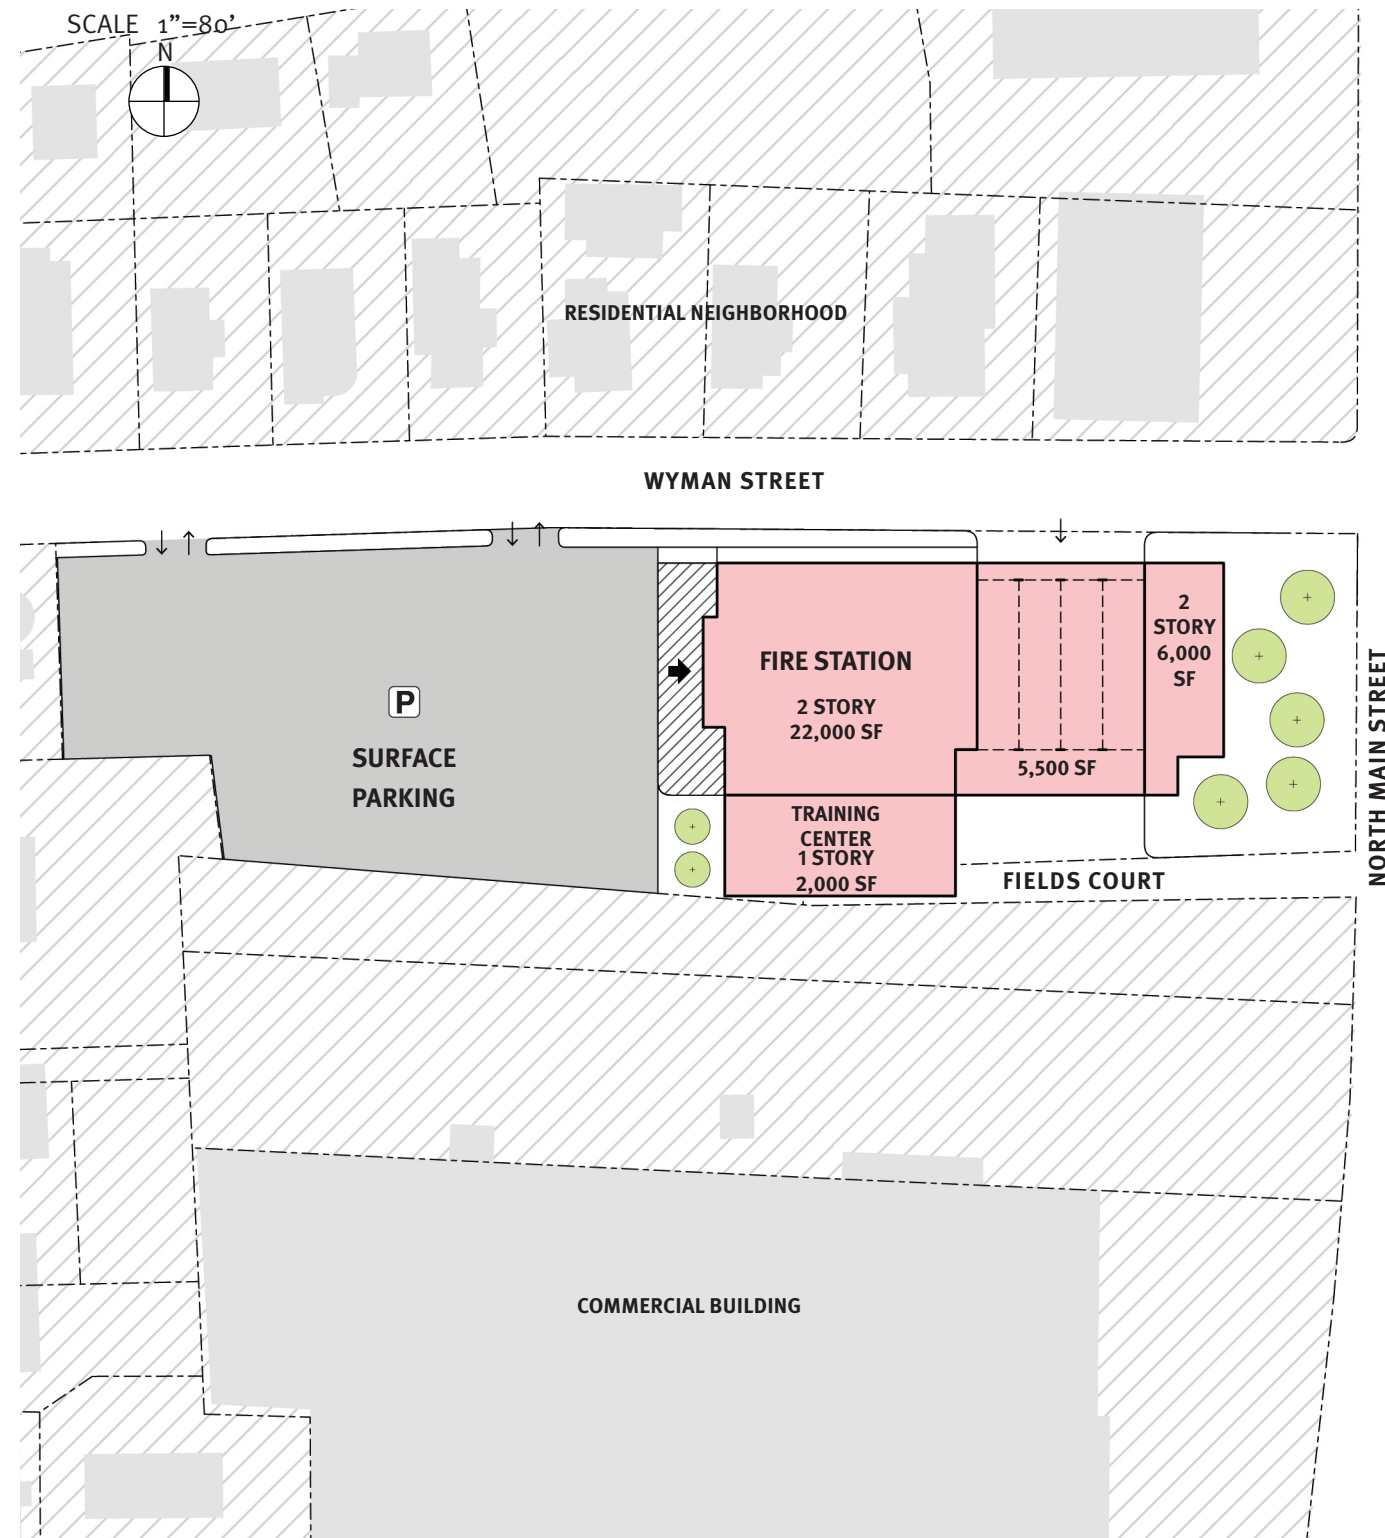 SCALE 1”=80’
N
RESIDENTIAL NEIGHBORHOOD
WYMAN STREET
P
SURFACE
PARKING
FIRE STATION
2 STORY
22,000 SF
5,500 SF
2
STORY
6,000
SF
TRAINING
CENTER
1 STORY
2,000 SF
FIELDS COURT
NORTH MAIN STREET
COMMERCIAL BUILDING